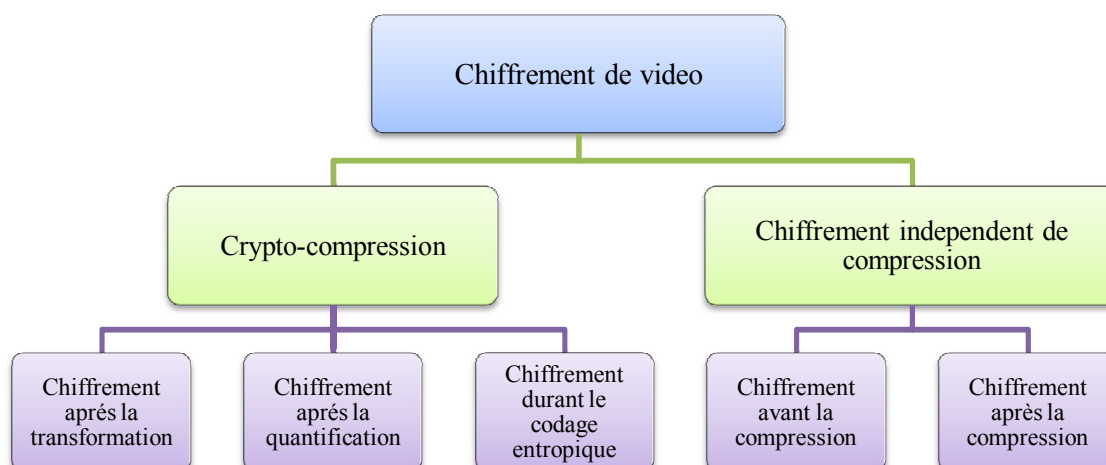 Chiffrement de video
Crypto-compression
Chiffrement independent de
compression
Chiffrement
aprés la
transformation
Chiffrement
aprés la
quantification
Chiffrement
durant le
codage
entropique
Chiffrement
avant la
compression
Chiffrement
après la
compression